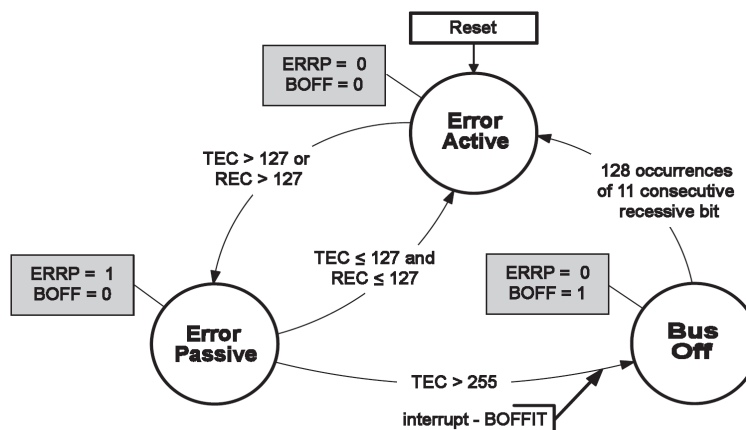 Reset
ERRP = 0
BOFF = 0
Error
Active
TEC > 127 or
REC > 127
128 occurrences
of 11 consecutive
recessive bit
TEC ≤ 127 and
REC ≤ 127
ERRP = 1
BOFF = 0
ERRP = 0
BOFF = 1
Error
Passive
Bus
Off
TEC > 255
interrupt - BOFFIT